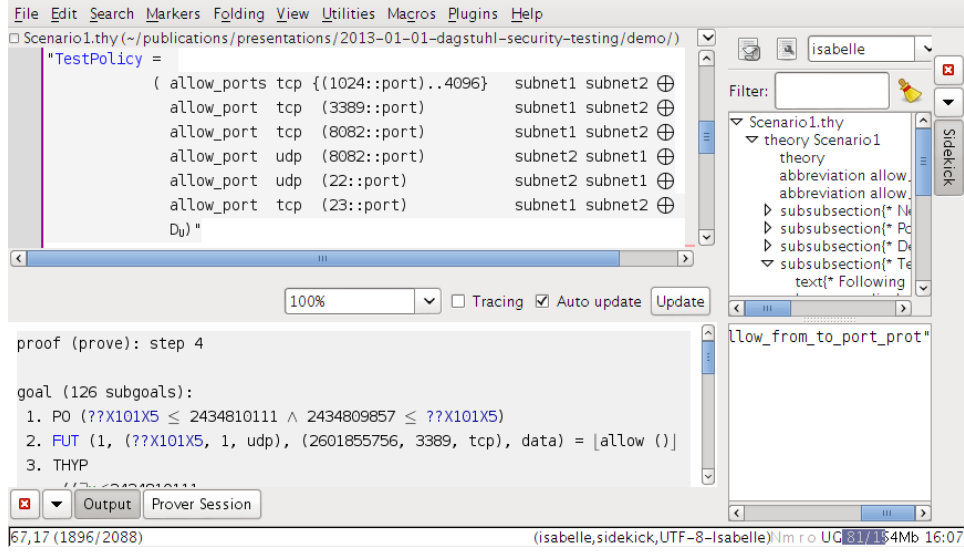 File Edit Search Markers Folding View Utilities Macros Plugins Help
Scenario1.thy (~/publications/presentations/2013-01-01-dagstuhl-security-testing/demo/)
"TestPolicy =
( allow_ports tcp {(1024::port)..4096} subnet1 subnet2 ⊕
allow_port tcp (3389::port) subnet1 subnet2 ⊕
allow_port tcp (8082::port) subnet1 subnet2 ⊕
allow_port udp (8082::port) subnet2 subnet1 ⊕
allow_port udp (22::port) subnet2 subnet1 ⊕
allow_port tcp (23::port) subnet1 subnet2 ⊕
D_U)"
100% Tracing Auto update Update
proof (prove): step 4
goal (126 subgoals):
1. PO (??X101X5 ≤ 2434810111 ∧ 2434809857 ≤ ??X101X5)
2. FUT (1, (??X101X5, 1, udp), (2601855756, 3389, tcp), data) = ⌊allow ()⌋
3. THYP
Output Prover Session
isabelle
Filter:
Scenario1.thy
theory Scenario1
theory
abbreviation allow_
abbreviation allow_
subsubsection{* Ne
subsubsection{* Po
subsubsection{* De
subsubsection{* Te
text{* Following
Sidekick
llow_from_to_port_prot"
67,17 (1896/2088) (isabelle,sidekick,UTF-8-Isabelle)Nm r o UG 81/154Mb 16:07